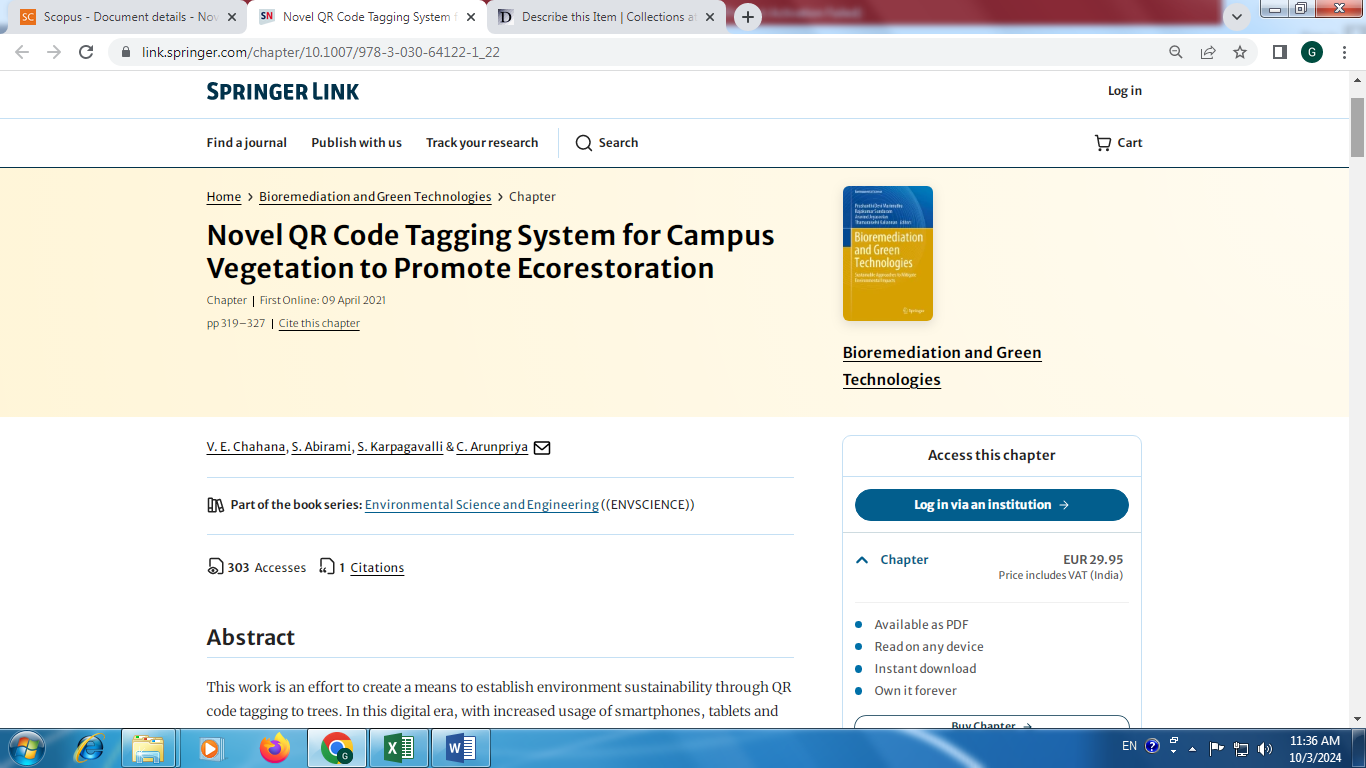 Scopus - Document details - Nov
Novel QR Code Tagging System f
Describe this Item | Collections a
link.springer.com/chapter/10.1007/978-3-030-64122-1_22
G
SPRINGER LINK
Log in
Find a journal
Publish with us
Track your research
Search
Cart
Home > Bioremediation and Green Technologies > Chapter
Novel QR Code Tagging System for Campus
Vegetation to Promote Ecorestoration
Chapter | First Online: 09 April 2021
pp 319–327 | Cite this chapter
Bioremediation
and Green
Technologies
Springer
Bioremediation and Green
Technologies
V. E. Chahana, S. Abirami, S. Karpagavalli & C. Arunpriya
Part of the book series: Environmental Science and Engineering ((ENVSCIENCE))
303 Accesses
1 Citations
Abstract
This work is an effort to create a means to establish environment sustainability through QR
code tagging to trees. In this digital era, with increased usage of smartphones, tablets and
Access this chapter
Log in via an institution →
Chapter
EUR 29.95
Price includes VAT (India)
Available as PDF
Read on any device
Instant download
Own it forever
Buy Chapter →
EN
11:36 AM
10/3/2024